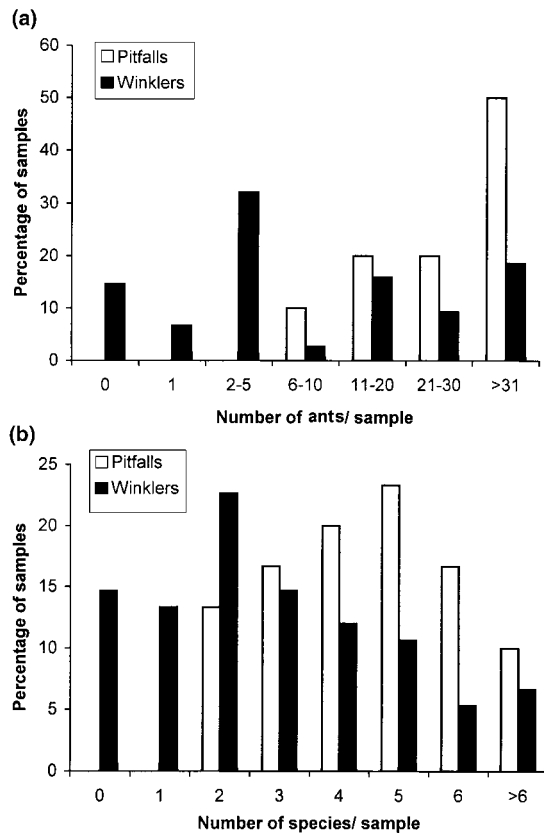 (a)
60
Pitfalls
Winklers
50
40
30
20
10
0
Percentage of samples
0 1 2-5 6-10 11-20 21-30 >31
Number of ants/ sample
(b)
25
Pitfalls
Winklers
20
15
10
5
0
Percentage of samples
0 1 2 3 4 5 6 >6
Number of species/ sample